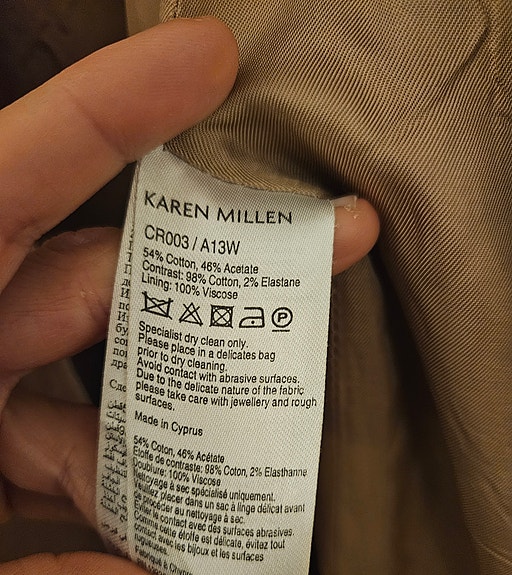 KAREN MILLEN
CR003 / A13W
54% Cotton, 46% Acetate
Contrast: 98% Cotton, 2% Elastane
Lining: 100% Viscose
P
Specialist dry clean only.
Please place in a delicates bag
prior to dry cleaning.
Avoid contact with abrasive surfaces.
Due to the delicate nature of the fabric
please take care with jewellery and rough
surfaces.
Made in Cyprus
54% Coton, 46% Acétate
Etoffe de contraste: 98% Coton, 2% Elasthanne
Doublure: 100% Viscose
Nettoyage à sec spécialisé uniquement.
Veuillez placer dans un sac à linge délicat avant
de procéder au nettoyage à sec.
Eviter le contact avec des surfaces abrasives.
Comme cette étoffe est délicate, évitez tout
contact avec les bijoux et les surfaces
rugueuses.
Fabriqué à Chypre